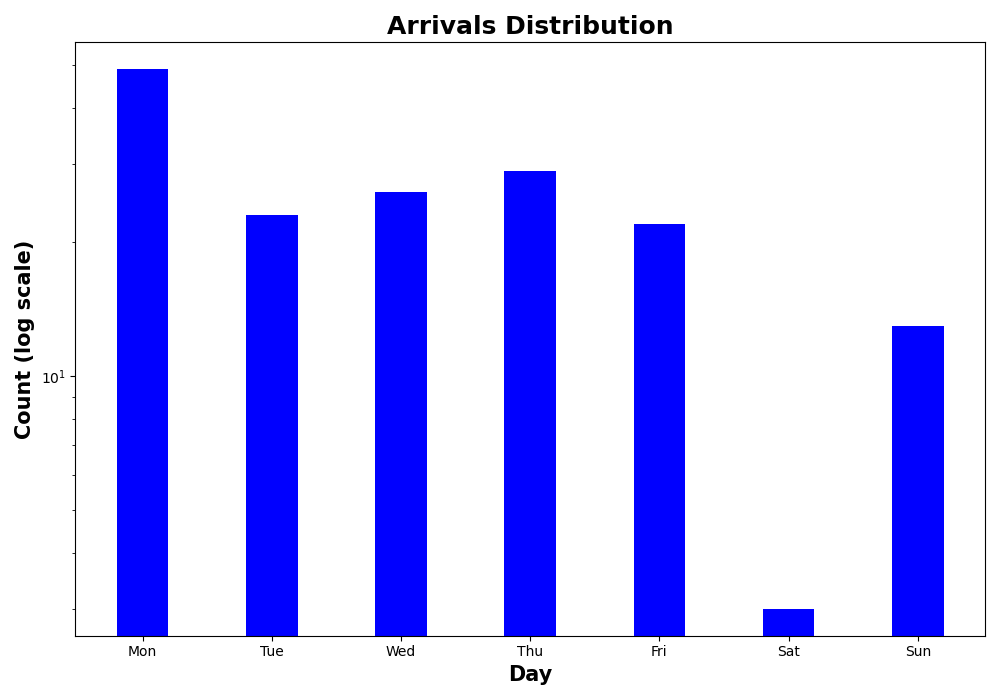 Arrivals Distribution
Count (log scale)
10¹
Mon Tue Wed Thu Fri Sat Sun
Day